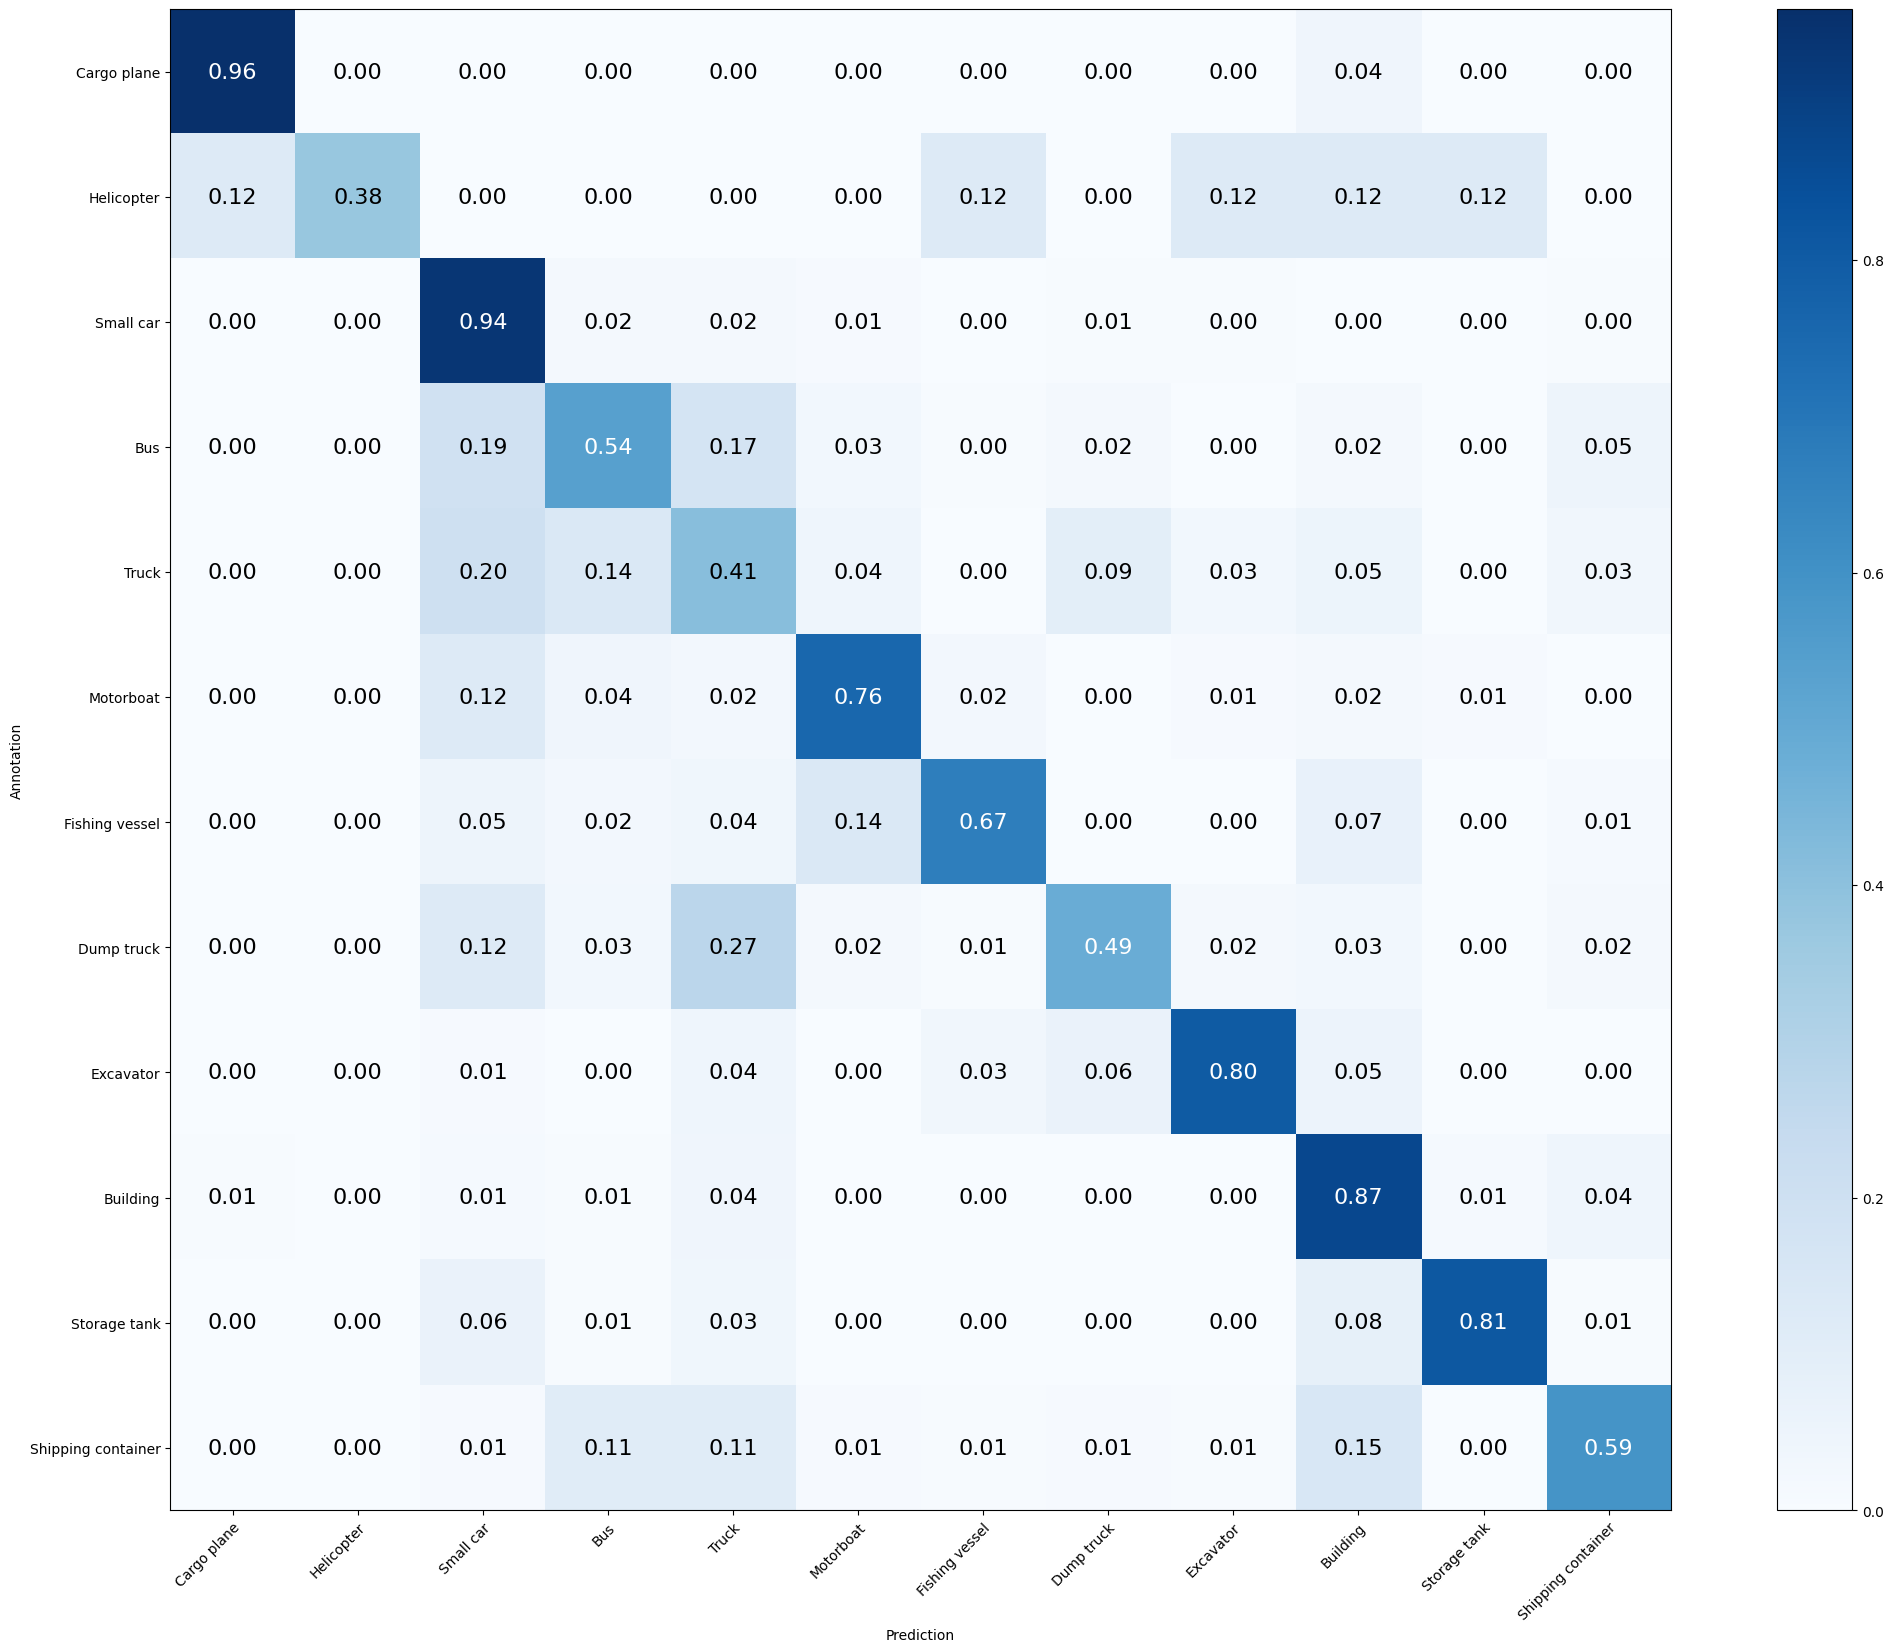 Cargo plane 0.96 0.00 0.00 0.00 0.00 0.00 0.00 0.00 0.00 0.04 0.00 0.00
Helicopter 0.12 0.38 0.00 0.00 0.00 0.00 0.12 0.00 0.12 0.12 0.12 0.00
0.8
Small car 0.00 0.00 0.94 0.02 0.02 0.01 0.00 0.01 0.00 0.00 0.00 0.00
Bus 0.00 0.00 0.19 0.54 0.17 0.03 0.00 0.02 0.00 0.02 0.00 0.05
Truck 0.00 0.00 0.20 0.14 0.41 0.04 0.00 0.09 0.03 0.05 0.00 0.03
0.6
Motorboat 0.00 0.00 0.12 0.04 0.02 0.76 0.02 0.00 0.01 0.02 0.01 0.00
Annotation
Fishing vessel 0.00 0.00 0.05 0.02 0.04 0.14 0.67 0.00 0.00 0.07 0.00 0.01
0.4
Dump truck 0.00 0.00 0.12 0.03 0.27 0.02 0.01 0.49 0.02 0.03 0.00 0.02
Excavator 0.00 0.00 0.01 0.00 0.04 0.00 0.03 0.06 0.80 0.05 0.00 0.00
Building 0.01 0.00 0.01 0.01 0.04 0.00 0.00 0.00 0.00 0.87 0.01 0.04
0.2
Storage tank 0.00 0.00 0.06 0.01 0.03 0.00 0.00 0.00 0.00 0.08 0.81 0.01
Shipping container 0.00 0.00 0.01 0.11 0.11 0.01 0.01 0.01 0.01 0.15 0.00 0.59
0.0
Cargo plane
Helicopter
Small car
Bus
Truck
Motorboat
Fishing vessel
Dump truck
Excavator
Building
Storage tank
Shipping container
Prediction